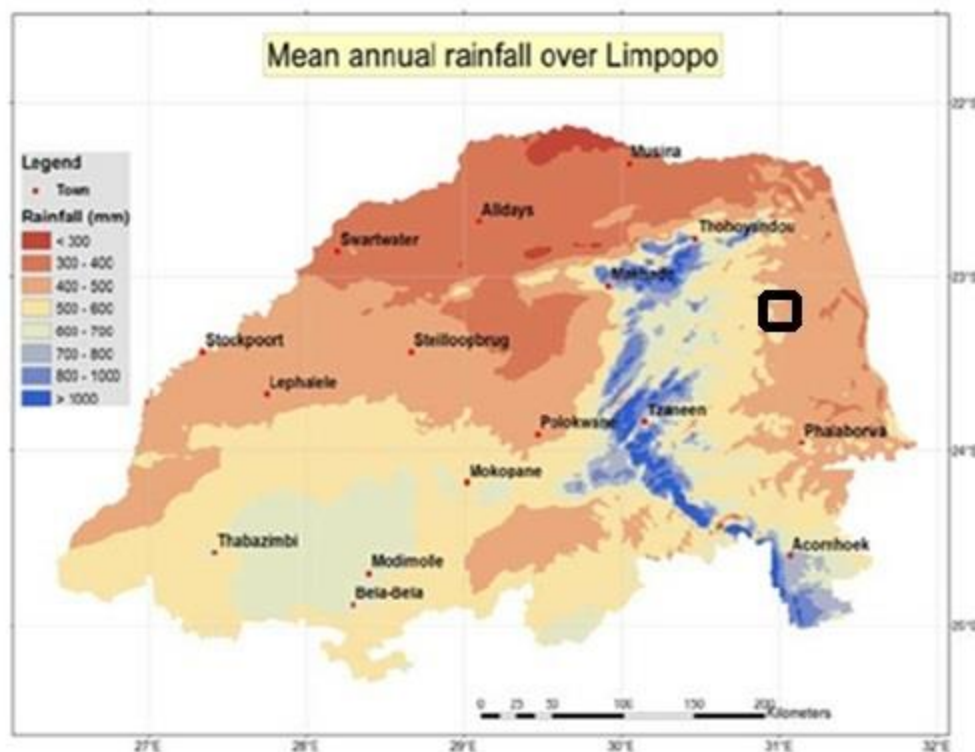 Mean annual rainfall over Limpopo
22°S
Musina
Legend
Town
Rainfall (mm)
< 300
300 - 400
400 - 500
500 - 600
600 - 700
700 - 800
800 - 1000
> 1000
Alldays
Swartwater
Thohoyandou
Makhado
23°S
Stockpoort
Steilloopbrug
Lephalele
Tzaneen
Polokwane
Phalaborwa
24°S
Mokopane
Thabazimbi
Acornhoek
Modimolle
Bela-Bela
25°S
0 25 50 100 150 200
Kilometers
27°E 28°E 29°E 30°E 31°E 32°E